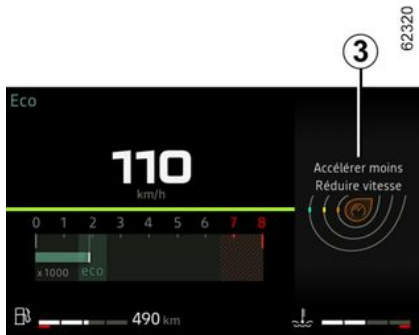 62320
3
Eco
110
km/h
Accélérer moins
Réduire vitesse
0 1 2 3 4 5 6 7 8
x1000 eco
490 km